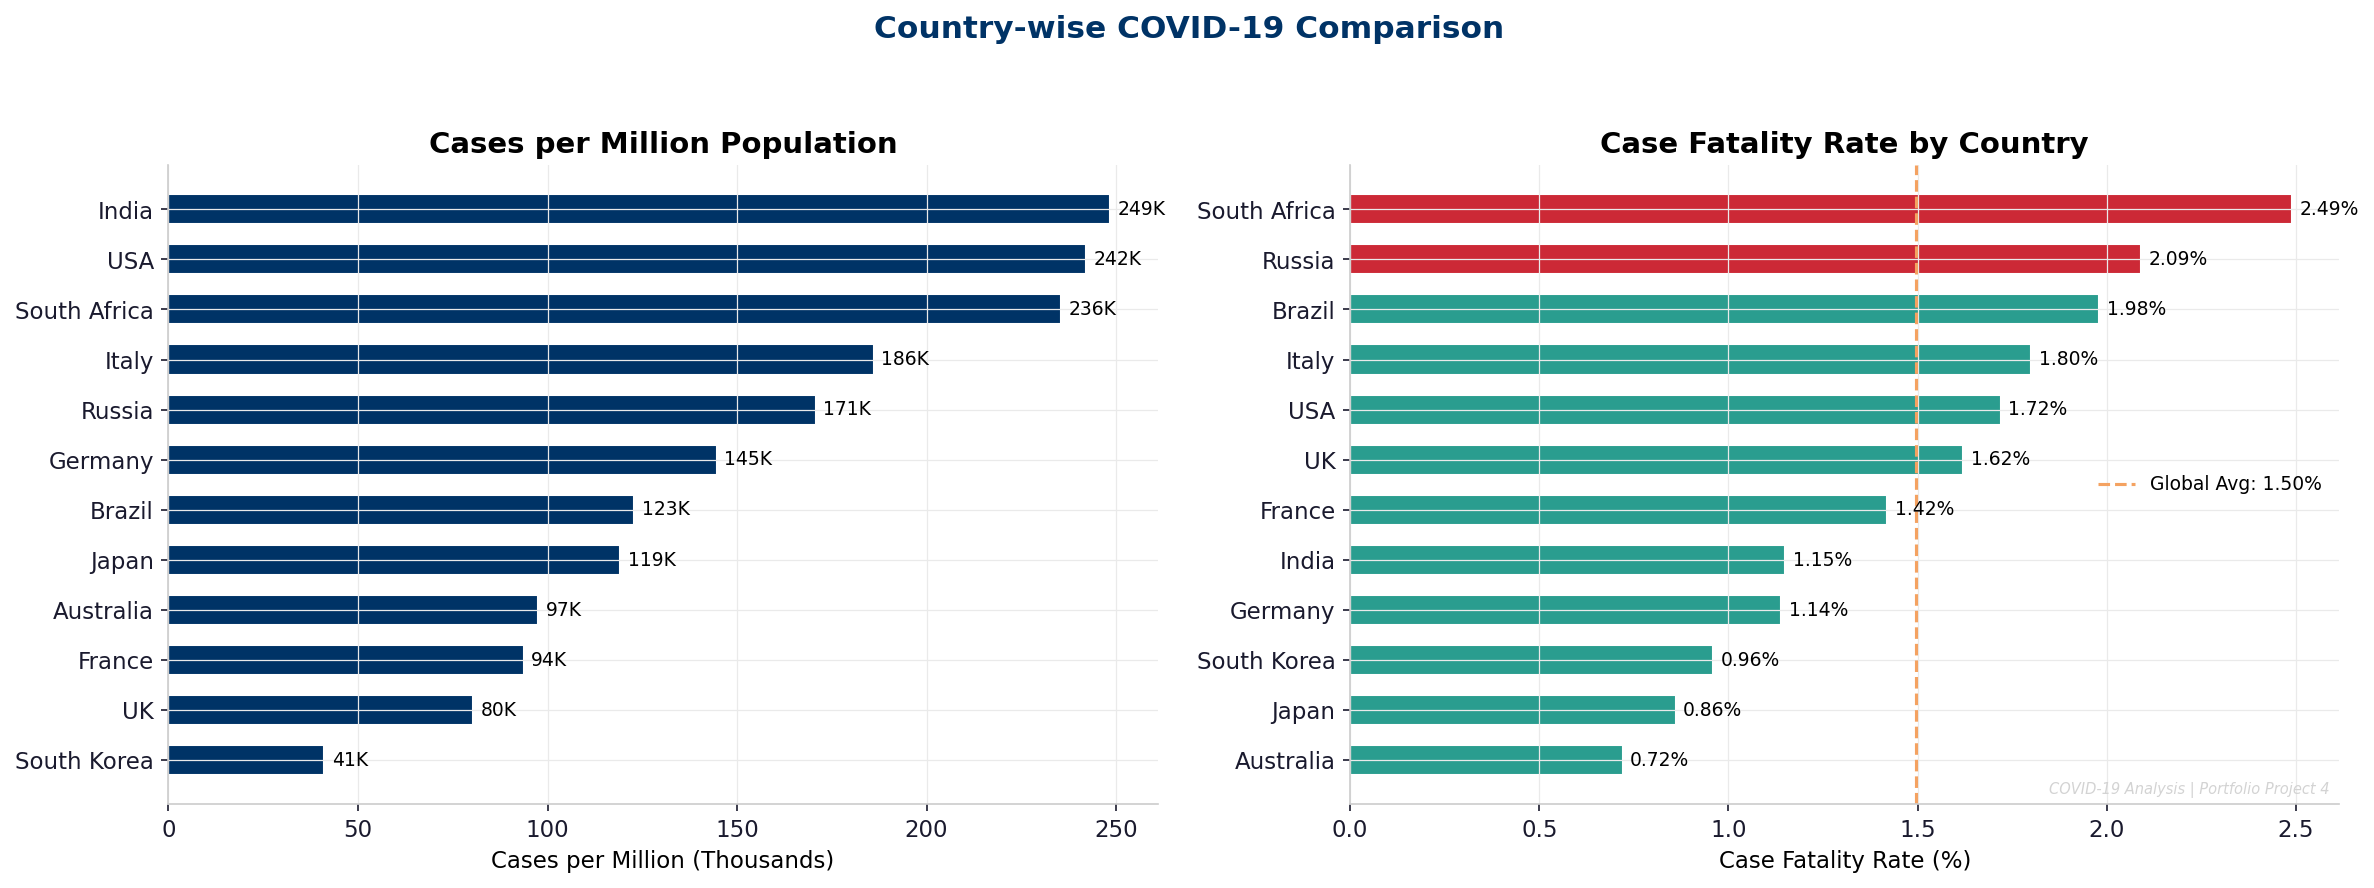 Country-wise COVID-19 Comparison
Cases per Million Population
India 249K
USA 242K
South Africa 236K
Italy 186K
Russia 171K
Germany 145K
Brazil 123K
Japan 119K
Australia 97K
France 94K
UK 80K
South Korea 41K
0 50 100 150 200 250
Cases per Million (Thousands)
Case Fatality Rate by Country
South Africa 2.49%
Russia 2.09%
Brazil 1.98%
Italy 1.80%
USA 1.72%
UK 1.62%
Global Avg: 1.50%
France 1.42%
India 1.15%
Germany 1.14%
South Korea 0.96%
Japan 0.86%
Australia 0.72%
COVID-19 Analysis | Portfolio Project 4
0.0 0.5 1.0 1.5 2.0 2.5
Case Fatality Rate (%)